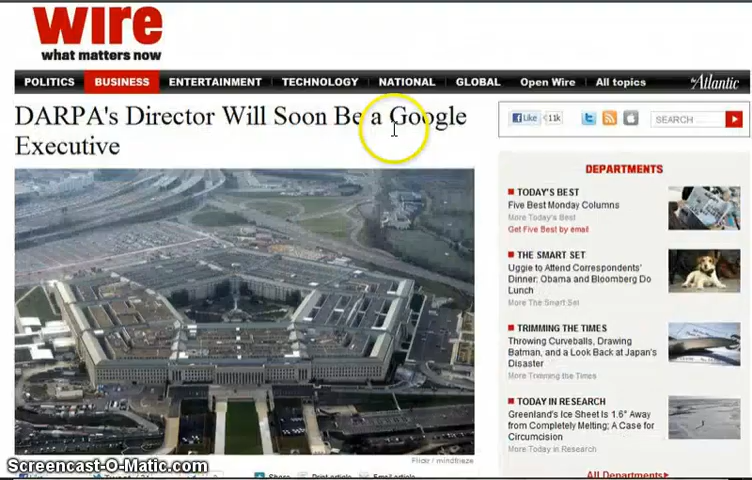 wire
what matters now
POLITICS BUSINESS ENTERTAINMENT TECHNOLOGY NATIONAL GLOBAL Open Wire All topics the Atlantic
DARPA's Director Will Soon Be a Google
Executive
Like 11k SEARCH ...
DEPARTMENTS
TODAY'S BEST
Five Best Monday Columns
More Today's Best
Get Five Best by email
THE SMART SET
Uggie to Attend Correspondents'
Dinner; Obama and Bloomberg Do
Lunch
More The Smart Set
TRIMMING THE TIMES
Throwing Curveballs, Drawing
Batman, and a Look Back at Japan's
Disaster
More Trimming the Times
TODAY IN RESEARCH
Greenland's Ice Sheet Is 1.6° Away
from Completely Melting; A Case for
Circumcision
More Today in Research
All Departments
Flickr / mindfrieze
Share Print article Email article
Screencast-O-Matic.com